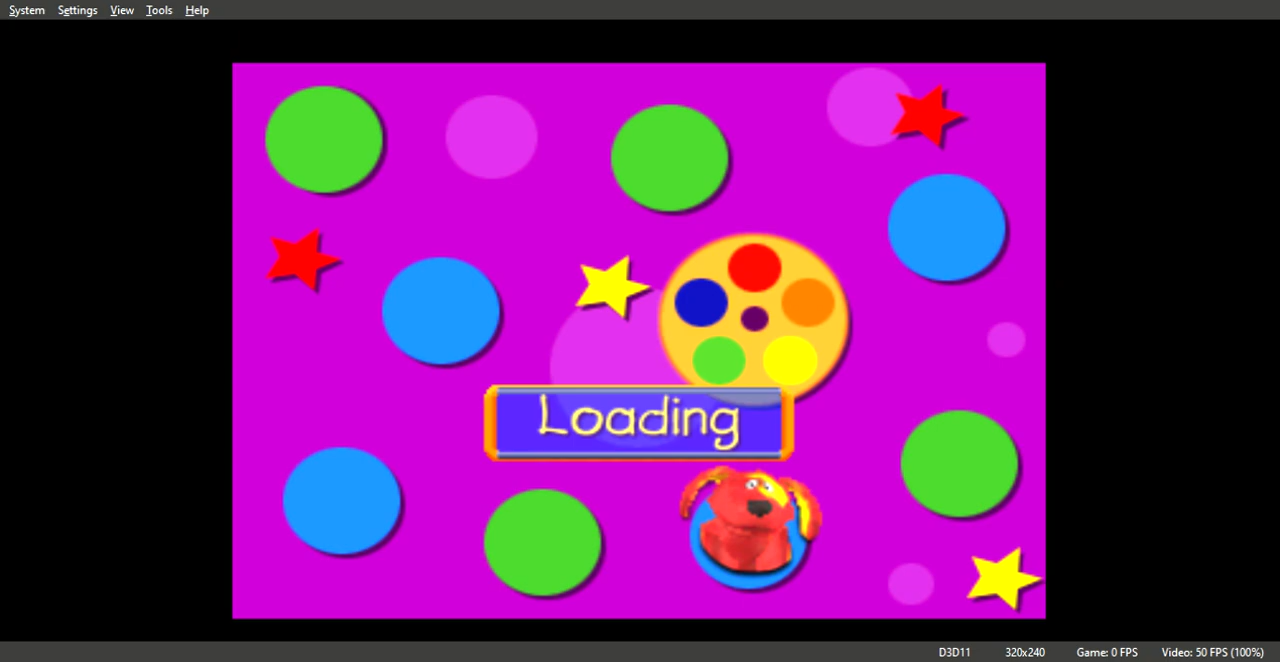 System Settings View Tools Help
Loading
D3D11 320x240 Game: 0 FPS Video: 50 FPS (100%)